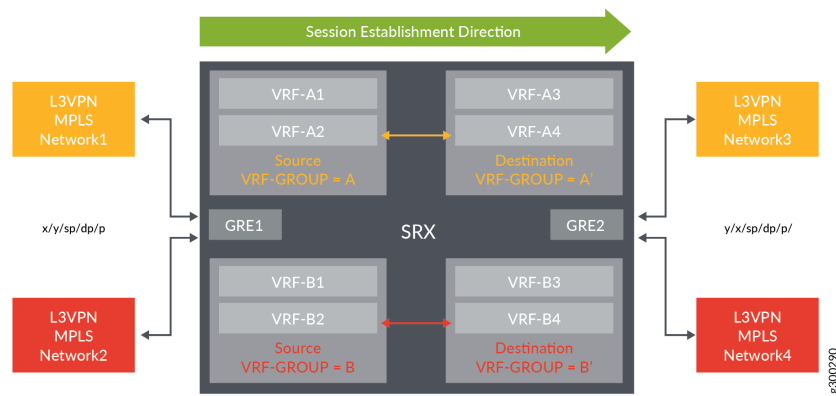 Session Establishment Direction
L3VPN
MPLS
Network1
VRF-A1
VRF-A2
Source
VRF-GROUP = A
VRF-A3
VRF-A4
Destination
VRF-GROUP = A'
L3VPN
MPLS
Network3
x/y/sp/dp/p
GRE1
SRX
GRE2
y/x/sp/dp/p/
L3VPN
MPLS
Network2
VRF-B1
VRF-B2
Source
VRF-GROUP = B
VRF-B3
VRF-B4
Destination
VRF-GROUP = B'
L3VPN
MPLS
Network4
g300290